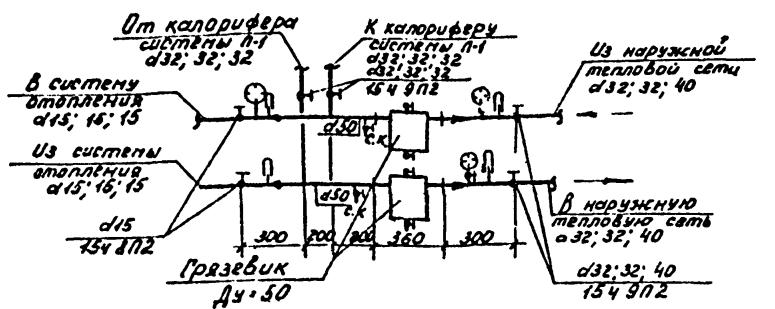 От калорифера
системы П-1
d32; 32; 32
К калориферу
системы П-1
d32; 32; 32
d32; 32; 32
15ч 9П2
Из наружной
тепловой сети
d32; 32; 40
В систему
отопления
d15; 15; 15
Из системы
отопления
d15; 15; 15
d50
с.к
d50
с.к
d15
15ч 8П2
300
200
200
360
300
Грязевик
Ду=50
В наружную
тепловую сеть
d32; 32; 40
d32; 32; 40
15ч 9П2